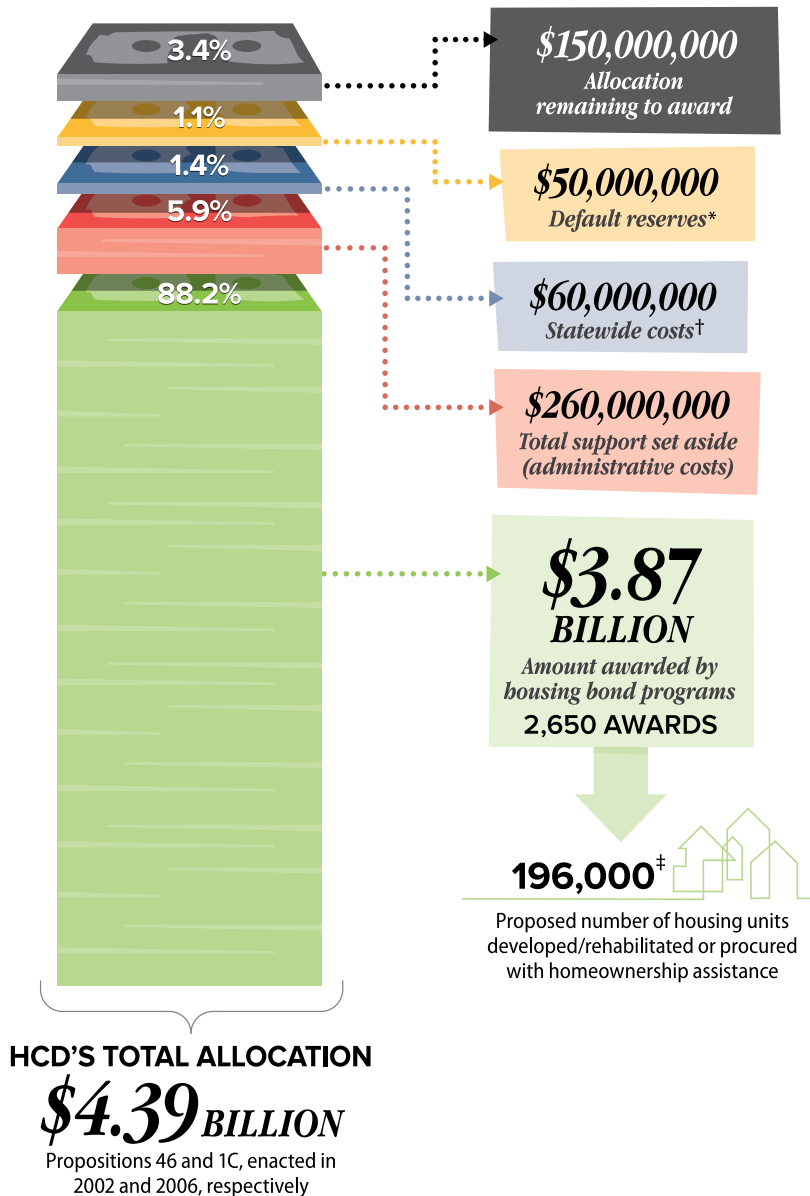 3.4%
$150,000,000
Allocation
remaining to award
1.1%
$50,000,000
Default reserves*
1.4%
$60,000,000
Statewide costs†
5.9%
$260,000,000
Total support set aside
(administrative costs)
88.2%
$3.87
BILLION
Amount awarded by
housing bond programs
2,650 AWARDS
196,000‡
Proposed number of housing units
developed/rehabilitated or procured
with homeownership assistance
HCD'S TOTAL ALLOCATION
$4.39 BILLION
Propositions 46 and 1C, enacted in
2002 and 2006, respectively